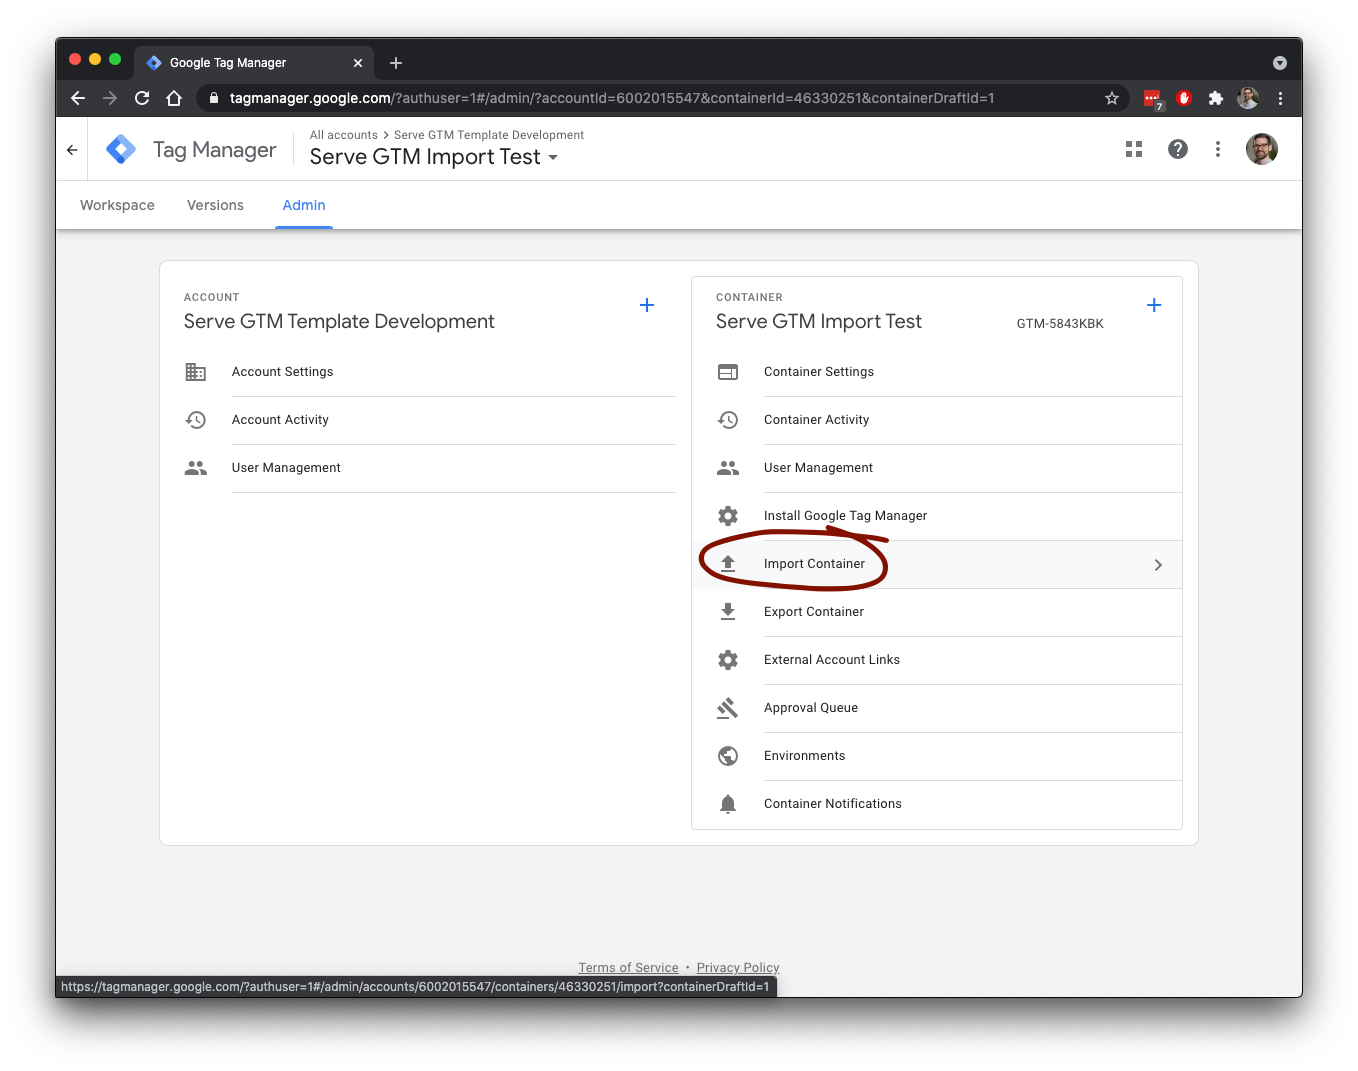 Google Tag Manager
tagmanager.google.com/?authuser=1#/admin/?accountId=6002015547&containerId=46330251&containerDraftId=1
7
Tag Manager
All accounts > Serve GTM Template Development
Serve GTM Import Test
Workspace
Versions
Admin
ACCOUNT
Serve GTM Template Development
Account Settings
Account Activity
User Management
CONTAINER
Serve GTM Import Test
GTM-5843KBK
Container Settings
Container Activity
User Management
Install Google Tag Manager
Import Container
Export Container
External Account Links
Approval Queue
Environments
Container Notifications
Terms of Service • Privacy Policy
https://tagmanager.google.com/?authuser=1#/admin/accounts/6002015547/containers/46330251/import?containerDraftId=1